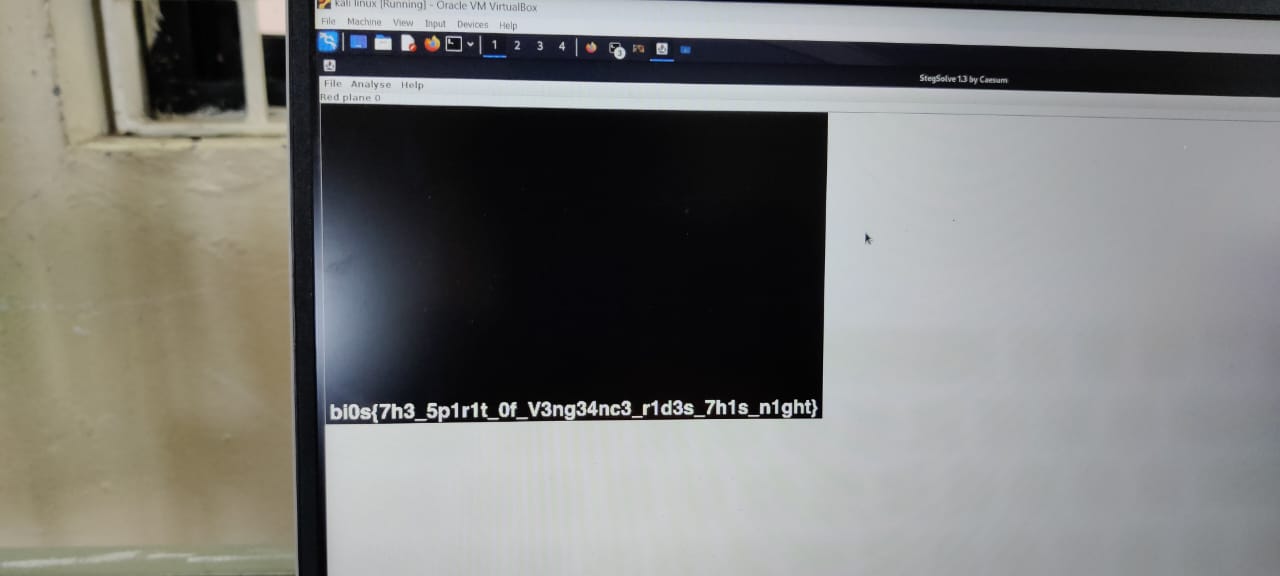 kali linux [Running] - Oracle VM VirtualBox
File Machine View Input Devices Help
1 2 3 4
3
StegSolve 1.3 by Caesum
File Analyse Help
Red plane 0
bi0s{7h3_5p1r1t_0f_V3ng34nc3_r1d3s_7h1s_n1ght}